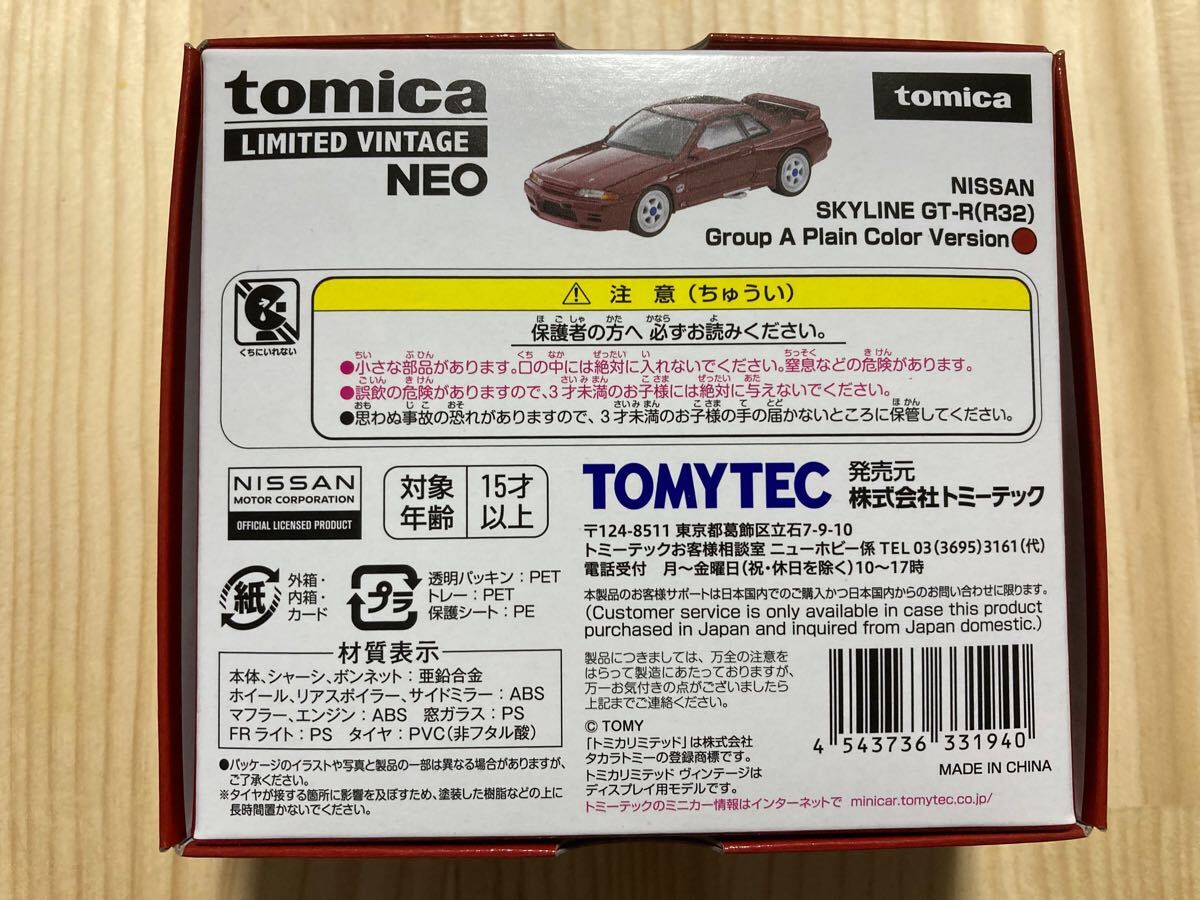 tomica
LIMITED VINTAGE
NEO
tomica
NISSAN
SKYLINE GT-R(R32)
Group A Plain Color Version
くちにいれない
⚠ 注 意(ちゅうい)
保護者の方へ 必ずお読みください。
●小さな部品があります。口の中には絶対に入れないでください。窒息などの危険があります。
●誤飲の危険がありますので、3才未満のお子様には絶対に与えないでください。
●思わぬ事故の恐れがありますので、3才未満のお子様の手の届かないところに保管してください。
NISSAN
MOTOR CORPORATION
OFFICIAL LICENSED PRODUCT
対象
年齢
15才
以上
TOMYTEC
発売元
株式会社トミーテック
〒124-8511 東京都葛飾区立石7-9-10
トミーテックお客様相談室 ニューホビー係 TEL 03(3695)3161(代)
電話受付 月〜金曜日(祝・休日を除く)10〜17時
本製品のお客様サポートは日本国内でのご購入かつ日本国内からのお問い合わせに限ります。
(Customer service is only available in case this product
purchased in Japan and inquired from Japan domestic.)
紙
外箱・
内箱・
カード
プラ
透明パッキン:PET
トレー:PET
保護シート:PE
材質表示
本体、シャーシ、ボンネット:亜鉛合金
ホイール、リアスポイラー、サイドミラー:ABS
マフラー、エンジン:ABS 窓ガラス:PS
FRライト:PS タイヤ:PVC(非フタル酸)
●パッケージのイラストや写真と製品の一部は異なる場合がありますが、
ご了承ください。
※タイヤが接する箇所に影響を及ぼすため、塗装した樹脂などの上に
長時間置かないでください。
製品につきましては、万全の注意を
はらって製造にあたっておりますが、
万一お気付きの点がございましたら
上記までご連絡ください。
© TOMY
「トミカリミテッド」は株式会社
タカラトミーの登録商標です。
トミカリミテッド ヴィンテージは
ディスプレイ用モデルです。
トミーテックのミニカー情報はインターネットで minicar.tomytec.co.jp/
4 543736 331940
MADE IN CHINA